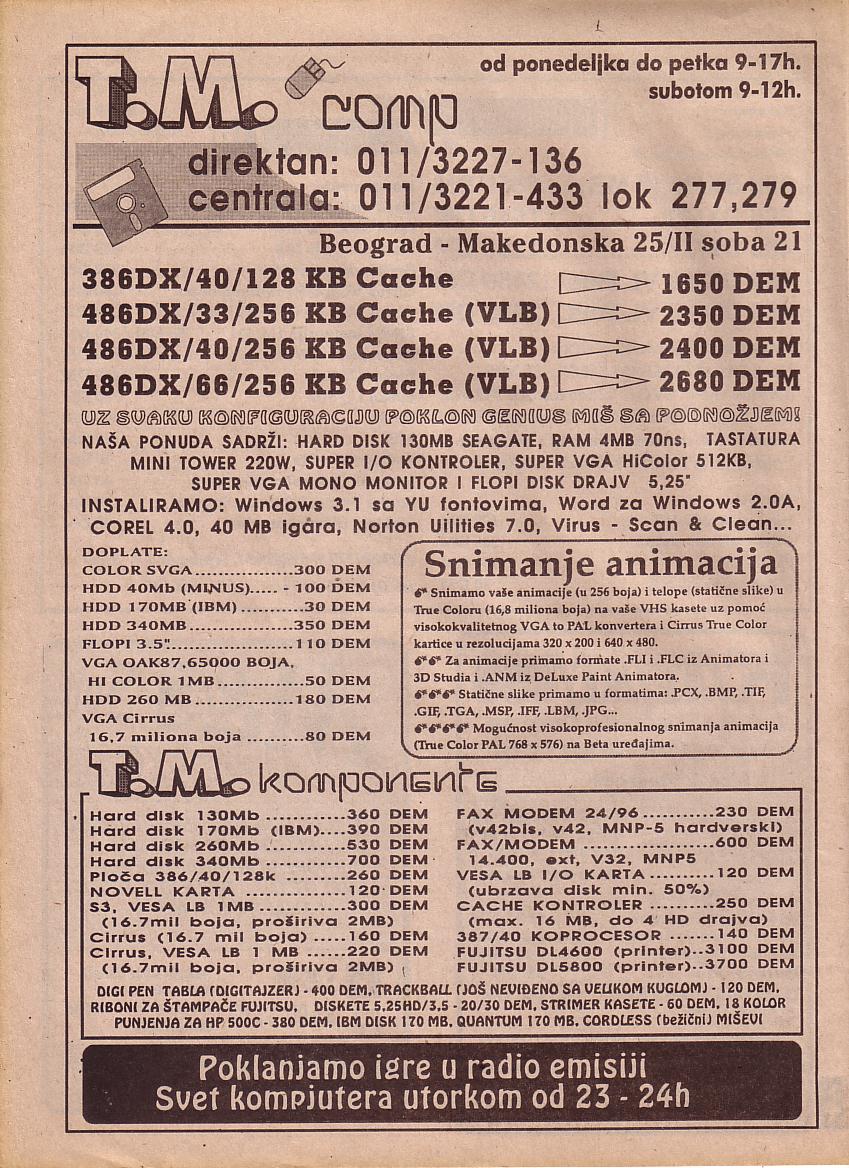 T.M. comp
od ponedeljka do petka 9-17h.
subotom 9-12h.
direktan: 011/3227-136
centrala: 011/3221-433 lok 277,279
Beograd - Makedonska 25/II soba 21
386DX/40/128 KB Cache 1650 DEM
486DX/33/256 KB Cache (VLB) 2350 DEM
486DX/40/256 KB Cache (VLB) 2400 DEM
486DX/66/256 KB Cache (VLB) 2680 DEM
UZ SVAKU KONFIGURACIJU POKLON GENIUS MIŠ SA PODNOŽJEM!
NAŠA PONUDA SADRŽI: HARD DISK 130MB SEAGATE, RAM 4MB 70ns, TASTATURA
MINI TOWER 220W, SUPER I/O KONTROLER, SUPER VGA HiColor 512KB,
SUPER VGA MONO MONITOR I FLOPI DISK DRAJV 5,25"
INSTALIRAMO: Windows 3.1 sa YU fontovima, Word za Windows 2.0A,
COREL 4.0, 40 MB igara, Norton Uilities 7.0, Virus - Scan & Clean...
DOPLATE:
COLOR SVGA..................300 DEM
HDD 40Mb (MINUS)..... - 100 DEM
HDD 170MB (IBM) ............30 DEM
HDD 340MB....................350 DEM
FLOPI 3.5"......................110 DEM
VGA OAK87,65000 BOJA,
HI COLOR 1MB...............50 DEM
HDD 260 MB...................180 DEM
VGA Cirrus
16,7 miliona boja ..........80 DEM
Snimanje animacija
Snimamo vaše animacije (u 256 boja) i telope (statične slike) u
True Coloru (16,8 miliona boja) na vaše VHS kasete uz pomoć
visokokvalitetnog VGA to PAL konvertera i Cirrus True Color
kartice u rezolucijama 320 x 200 i 640 x 480.
Za animacije primamo formate .FLI i .FLC iz Animatora i
3D Studia i .ANM iz DeLuxe Paint Animatora.
Statične slike primamo u formatima: .PCX, .BMP, .TIF,
.GIF, .TGA, .MSP, .IFF, .LBM, .JPG...
Mogućnost visokoprofesionalnog snimanja animacija
(True Color PAL 768 x 576) na Beta uređajima.
T.M. komponente
Hard disk 130Mb ............360 DEM
Hard disk 170Mb (IBM)....390 DEM
Hard disk 260Mb ............530 DEM
Hard disk 340Mb ............700 DEM
Ploča 386/40/128k .........260 DEM
NOVELL KARTA ..............120 DEM
S3, VESA LB 1MB ............300 DEM
(16.7mil boja, proširiva 2MB)
Cirrus (16.7 mil boja) .....160 DEM
Cirrus, VESA LB 1 MB ......220 DEM
(16.7mil boja, proširiva 2MB)
FAX MODEM 24/96 ..........230 DEM
(v42bis, v42, MNP-5 hardverski)
FAX/MODEM ..................600 DEM
14.400, ext, V32, MNP5
VESA LB I/O KARTA .........120 DEM
(ubrzava disk min. 50%)
CACHE KONTROLER .........250 DEM
(max. 16 MB, do 4 HD drajva)
387/40 KOPROCESOR .......140 DEM
FUJITSU DL4600 (printer)..3100 DEM
FUJITSU DL5800 (printer)..3700 DEM
DIGI PEN TABLA (DIGITAJZER) - 400 DEM, TRACKBALL (JOŠ NEVIĐENO SA VELIKOM KUGLOM) - 120 DEM,
RIBONI ZA ŠTAMPAČE FUJITSU, DISKETE 5,25HD/3,5 - 20/30 DEM, STRIMER KASETE - 60 DEM, 18 KOLOR
PUNJENJA ZA HP 500C - 380 DEM, IBM DISK 170 MB, QUANTUM 170 MB, CORDLESS (bežični) MIŠEVI
Poklanjamo igre u radio emisiji
Svet kompjutera utorkom od 23 - 24h